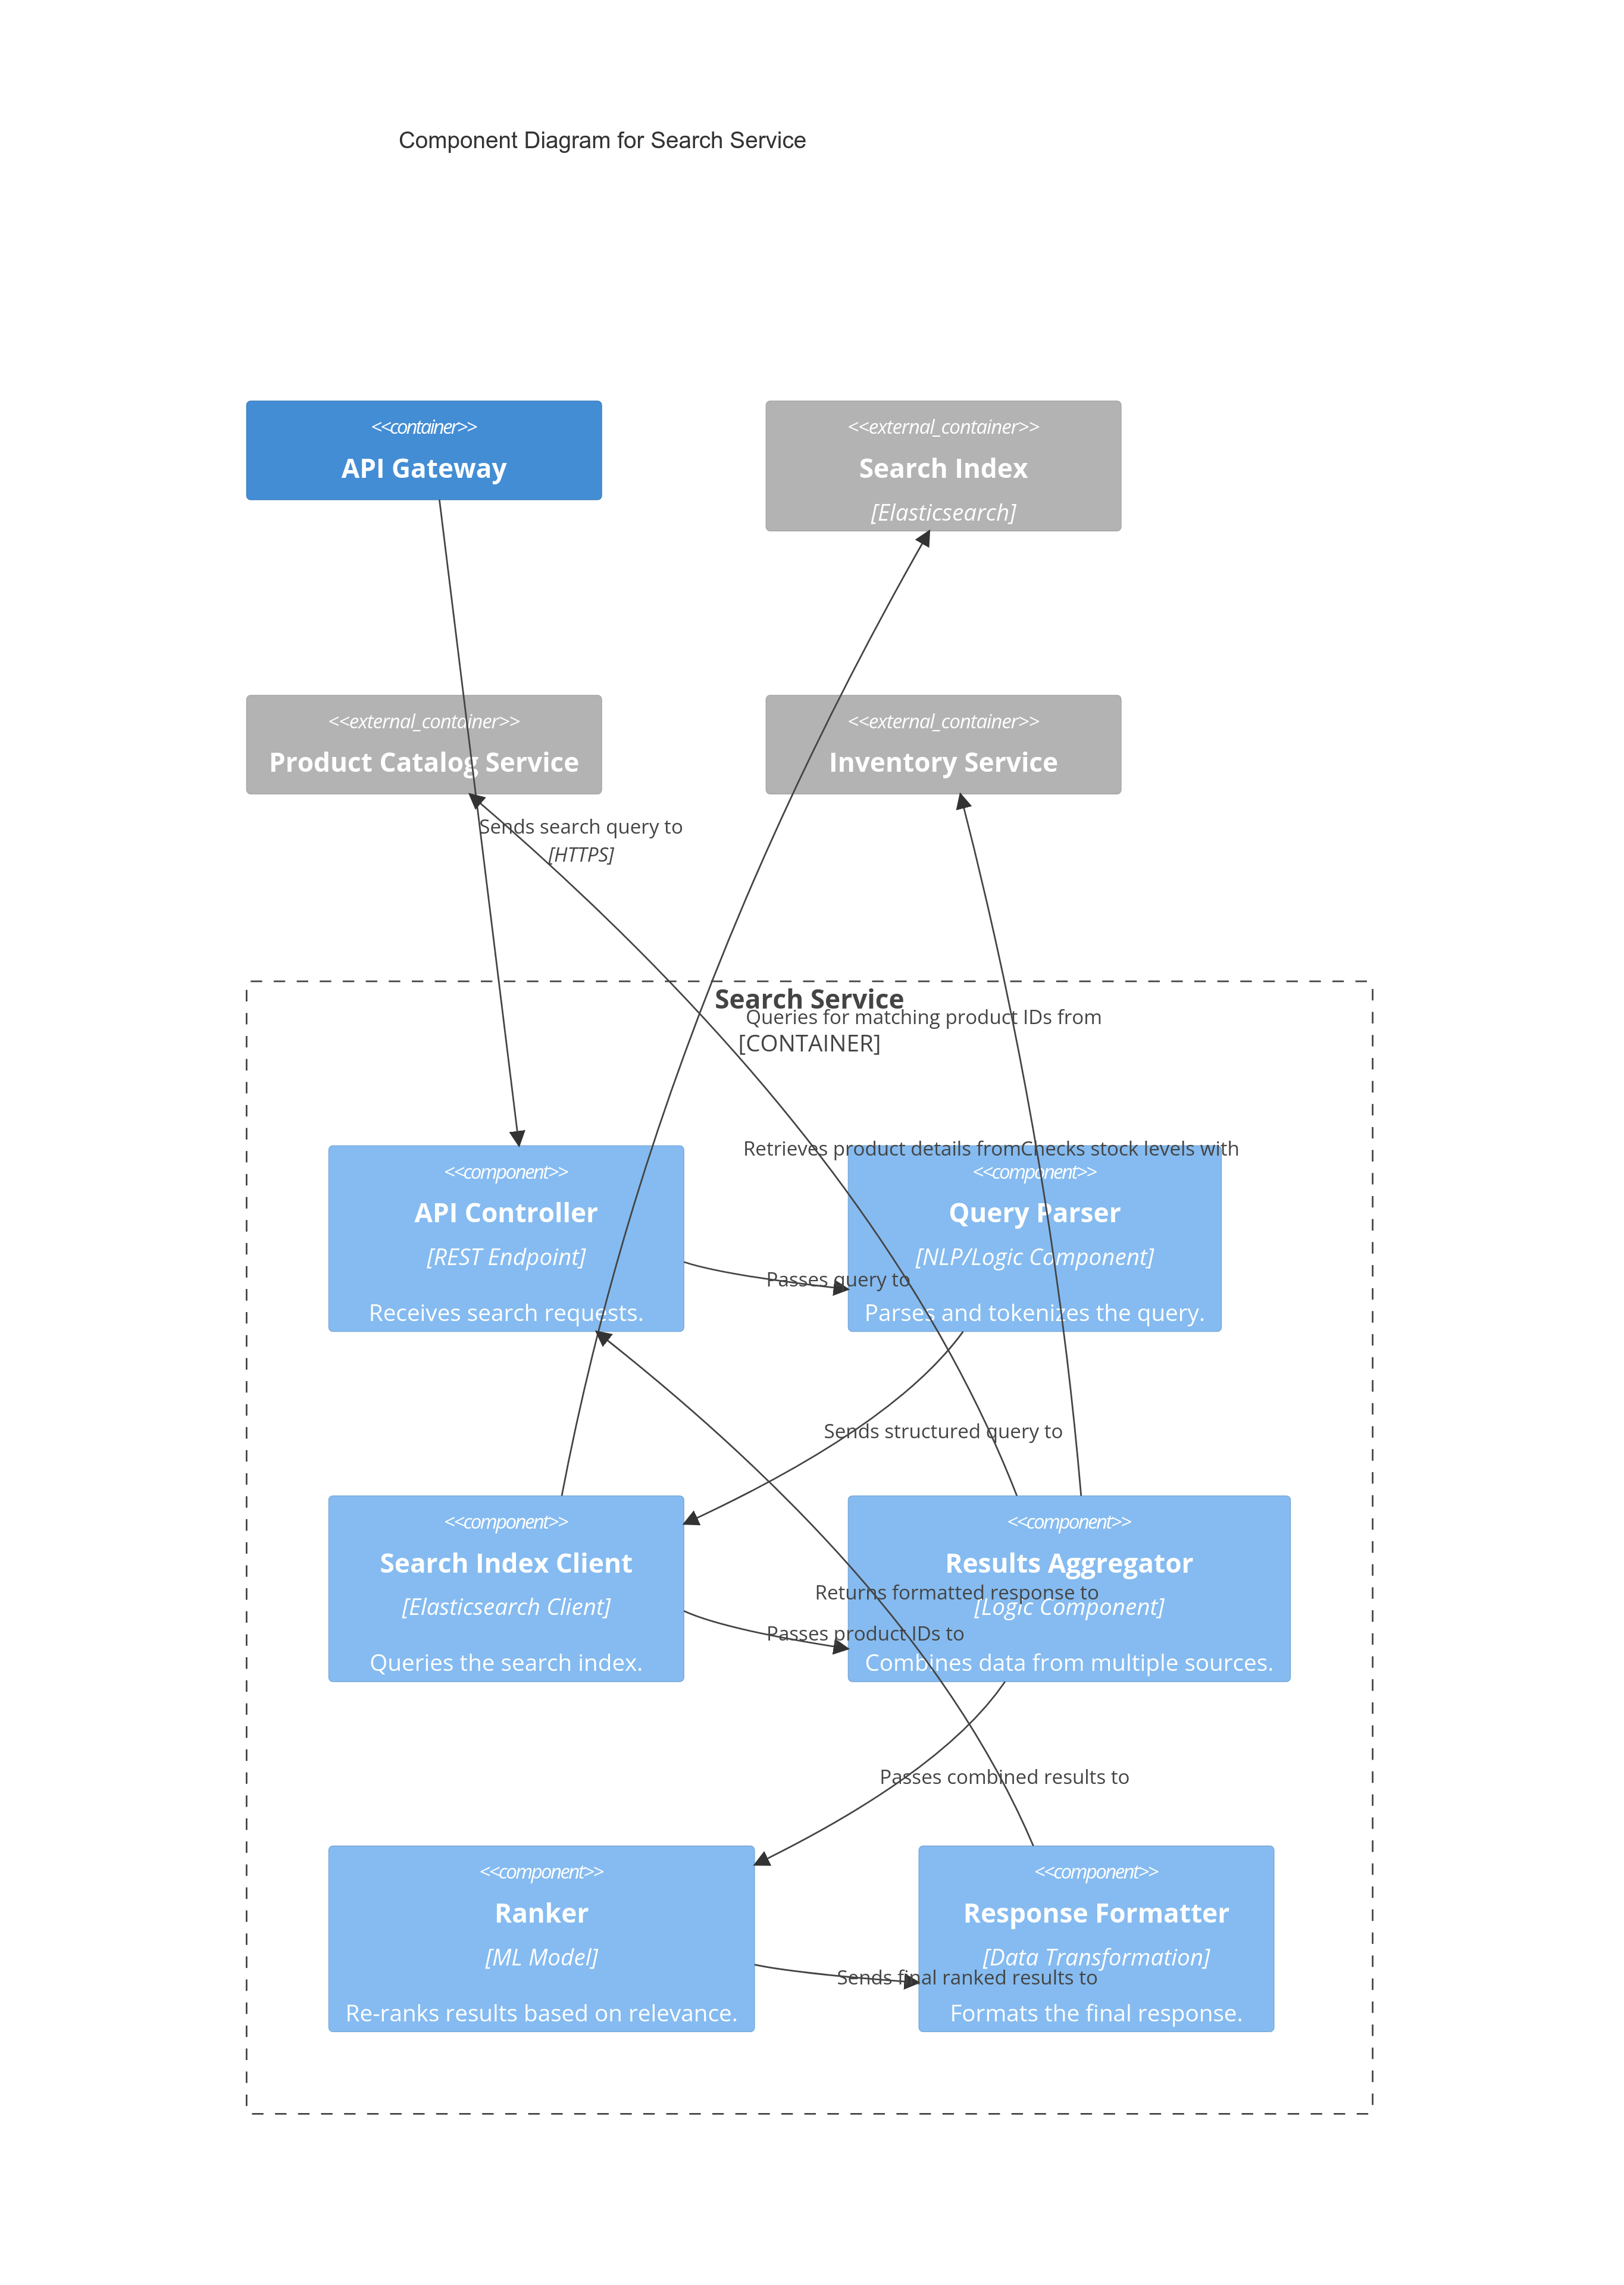 Component Diagram for Search Service
<<container>>
API Gateway
<<external_container>>
Search Index
[Elasticsearch]
<<external_container>>
Product Catalog Service
<<external_container>>
Inventory Service
Sends search query to
[HTTPS]
Search Service
Queries for matching product IDs from
[CONTAINER]
Retrieves product details from
Checks stock levels with
<<component>>
API Controller
[REST Endpoint]
Receives search requests.
<<component>>
Query Parser
[NLP/Logic Component]
Parses and tokenizes the query.
Passes query to
Sends structured query to
<<component>>
Search Index Client
[Elasticsearch Client]
Queries the search index.
<<component>>
Results Aggregator
[Logic Component]
Combines data from multiple sources.
Returns formatted response to
Passes product IDs to
Passes combined results to
<<component>>
Ranker
[ML Model]
Re-ranks results based on relevance.
<<component>>
Response Formatter
[Data Transformation]
Formats the final response.
Sends final ranked results to